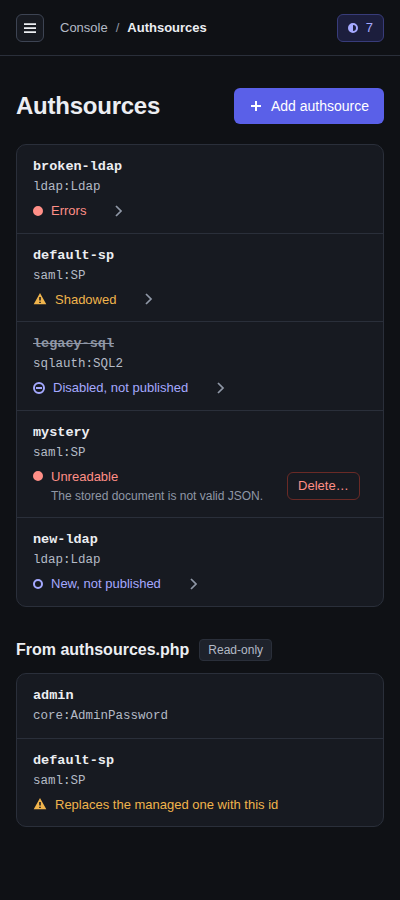 Console / Authsources
7
Authsources
Add authsource
broken-ldap
ldap:Ldap
Errors
default-sp
saml:SP
Shadowed
legacy-sql
sqlauth:SQL2
Disabled, not published
mystery
saml:SP
Unreadable
The stored document is not valid JSON.
Delete…
new-ldap
ldap:Ldap
New, not published
From authsources.php
Read-only
admin
core:AdminPassword
default-sp
saml:SP
Replaces the managed one with this id